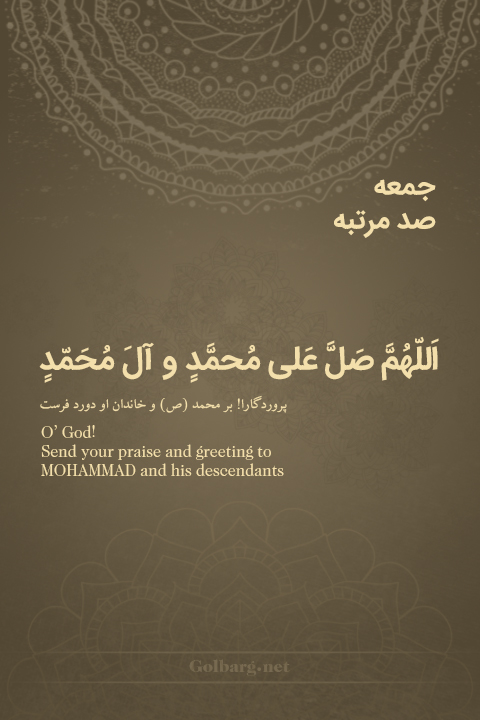 جمعه
صد مرتبه
اَللّهُمَّ صَلَّ عَلی مُحمَّدٍ و آلَ مُحَمّدٍ
پروردگارا! بر محمد (ص) و خاندان او دورد فرست
O’ God!
Send your praise and greeting to
MOHAMMAD and his descendants
Golbarg.net